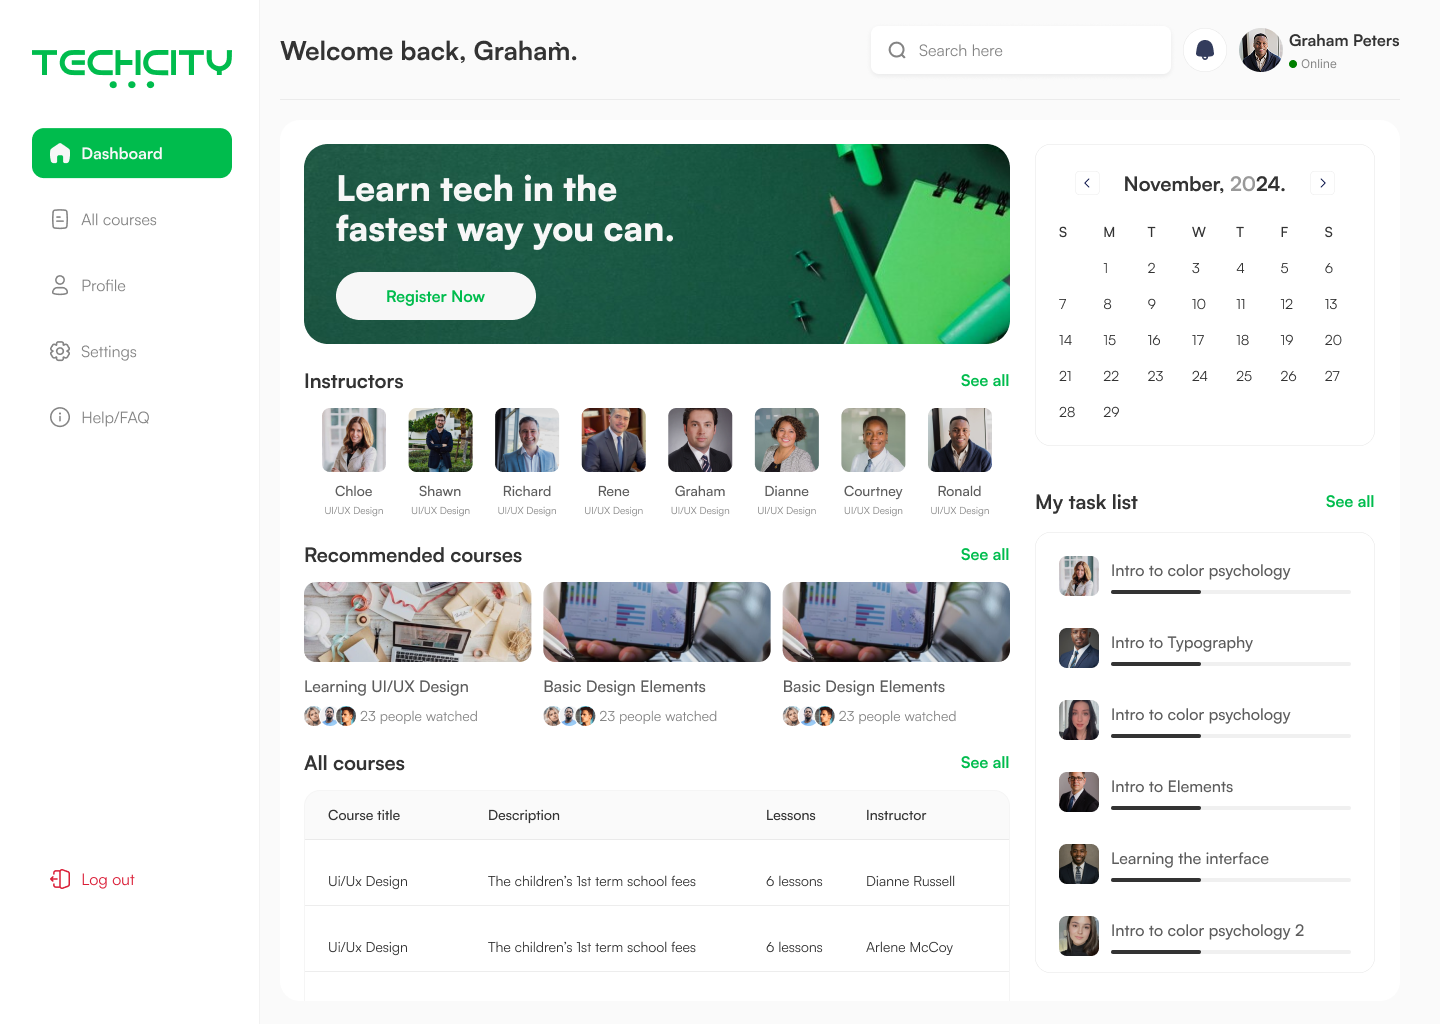 TECHCITY
Dashboard
All courses
Profile
Settings
Help/FAQ
Log out
Welcome back, Graham.
Search here
Graham Peters
Online
Learn tech in the
fastest way you can.
Register Now
Instructors See all
Chloe Shawn Richard Rene Graham Dianne Courtney Ronald
UI/UX Design UI/UX Design UI/UX Design UI/UX Design UI/UX Design UI/UX Design UI/UX Design UI/UX Design
Recommended courses See all
Learning UI/UX Design
23 people watched
Basic Design Elements
23 people watched
Basic Design Elements
23 people watched
All courses See all
Course title Description Lessons Instructor
Ui/Ux Design The children’s 1st term school fees 6 lessons Dianne Russell
Ui/Ux Design The children’s 1st term school fees 6 lessons Arlene McCoy
November, 2024.
S M T W T F S
1 2 3 4 5 6
7 8 9 10 11 12 13
14 15 16 17 18 19 20
21 22 23 24 25 26 27
28 29
My task list See all
Intro to color psychology
Intro to Typography
Intro to color psychology
Intro to Elements
Learning the interface
Intro to color psychology 2